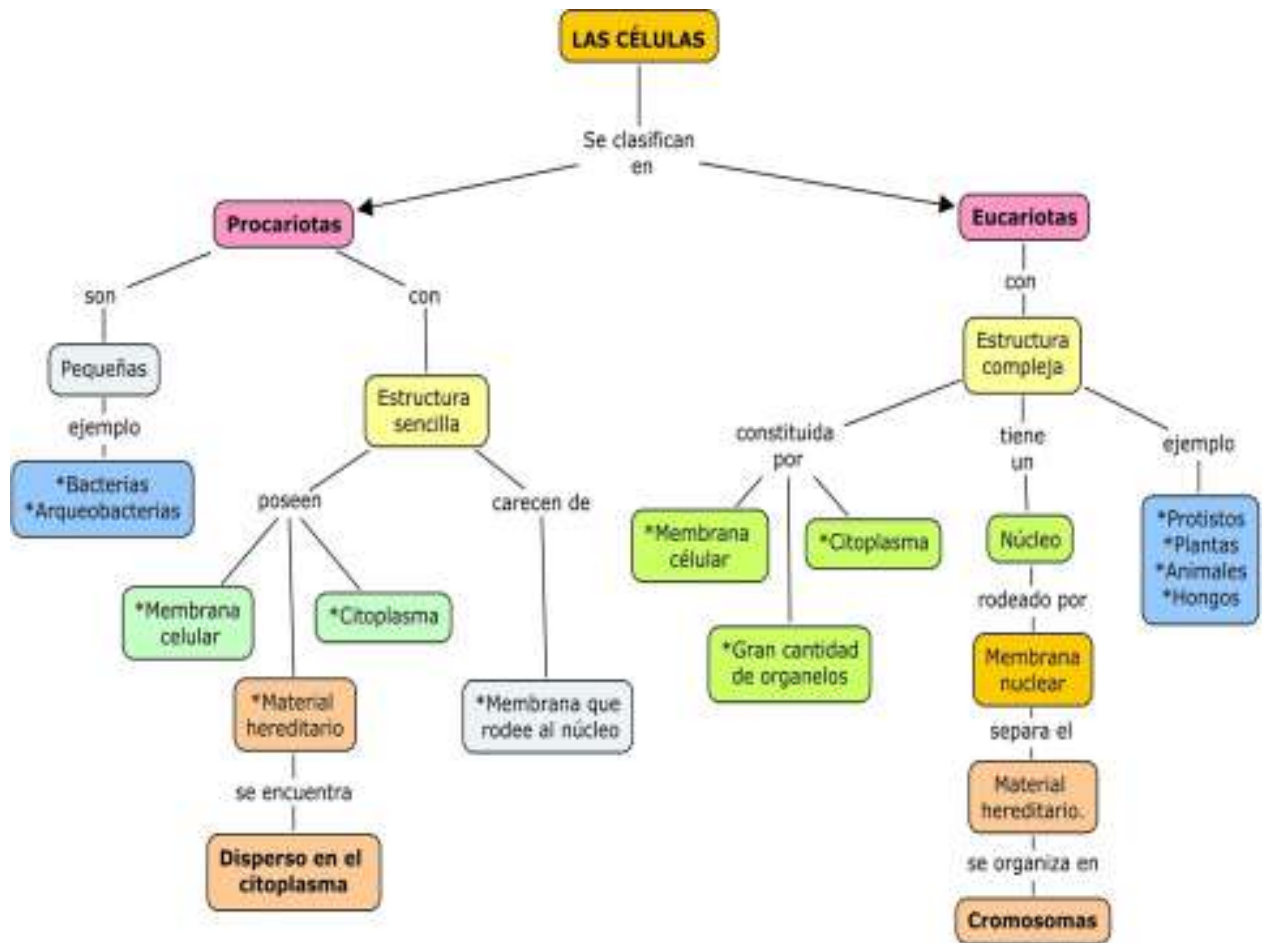 LAS CÉLULAS
Se clasifican
en
Procariotas
son
Pequeñas
ejemplo
*Bacterias
*Arqueobacterias
con
Estructura
sencilla
poseen
*Membrana
celular
*Material
hereditario
se encuentra
Disperso en el
citoplasma
*Citoplasma
carecen de
*Membrana que
rodee al núcleo
Eucariotas
con
Estructura
compleja
constituida
por
*Membrana
célular
*Gran cantidad
de organelos
*Citoplasma
tiene
un
Núcleo
rodeado por
Membrana
nuclear
separa el
Material
hereditario.
se organiza en
Cromosomas
ejemplo
*Protistos
*Plantas
*Animales
*Hongos